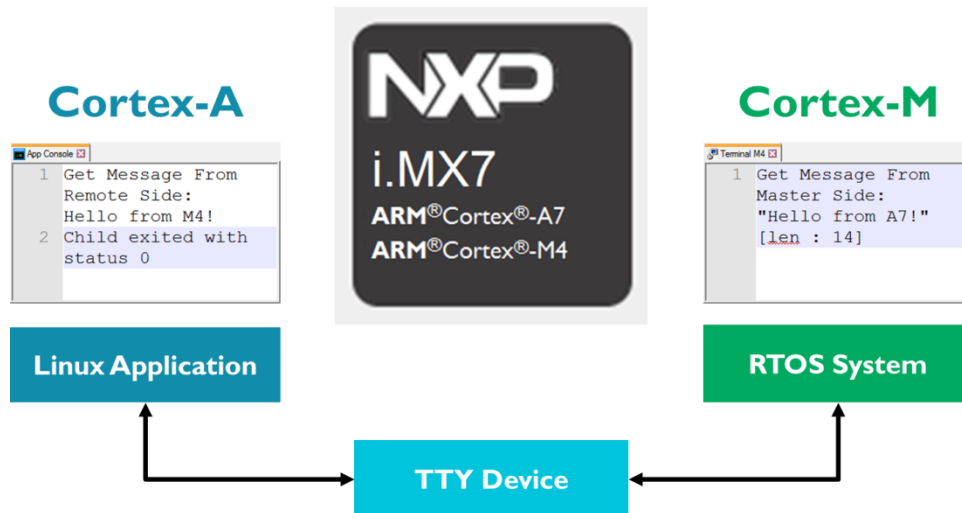 Cortex-A
App Console
1 Get Message From
Remote Side:
Hello from M4!
2 Child exited with
status 0
Linux Application
NXP
i.MX7
ARM®Cortex®-A7
ARM®Cortex®-M4
Cortex-M
Terminal M4
1 Get Message From
Master Side:
"Hello from A7!"
[len : 14]
RTOS System
TTY Device